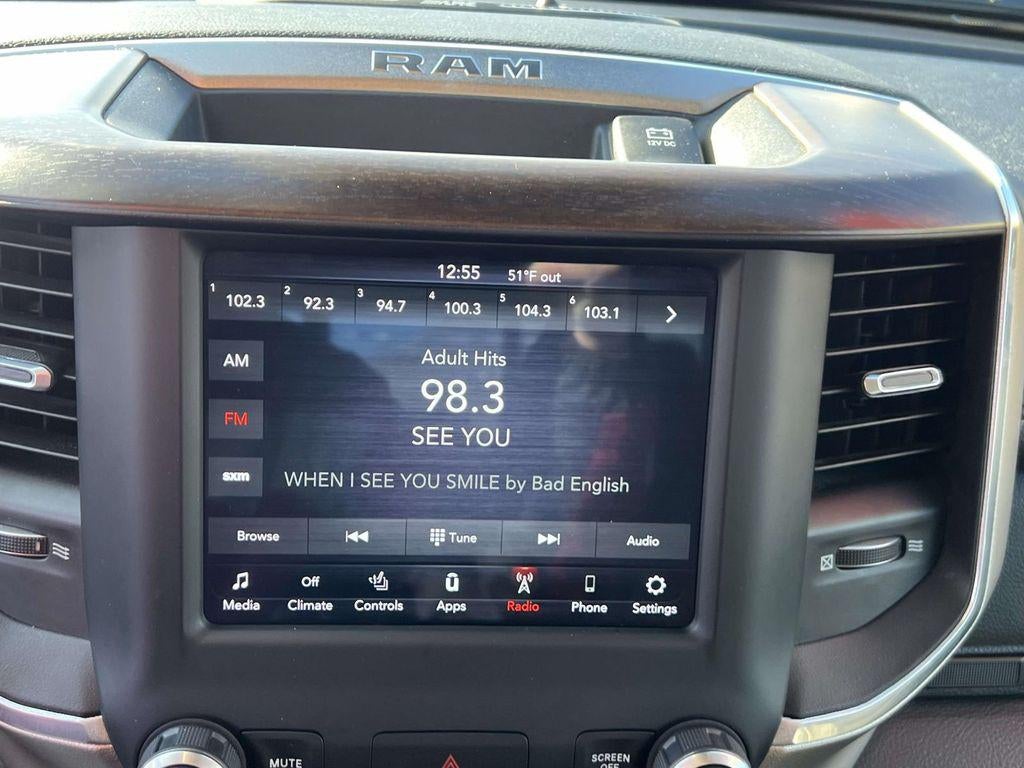 RAM
12V DC
12:55 51°F out
1 102.3 2 92.3 3 94.7 4 100.3 5 104.3 6 103.1
AM
Adult Hits
98.3
FM
SEE YOU
sxm
WHEN I SEE YOU SMILE by Bad English
Browse Tune Audio
Off
Media Climate Controls Apps Radio Phone Settings
MUTE
SCREEN
OFF